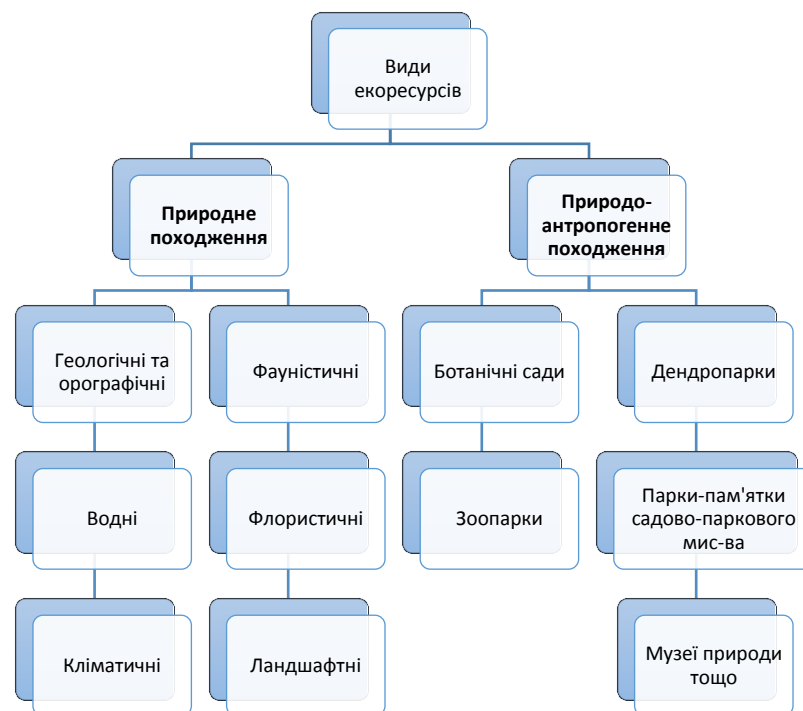 Види
екоресурсів
Природне
походження
Природо-
антропогенне
походження
Геологічні та
орографічні
Фауністичні
Ботанічні сади
Дендропарки
Водні
Флористичні
Зоопарки
Парки-пам'ятки
садово-паркового
мис-ва
Кліматичні
Ландшафтні
Музеї природи
тощо